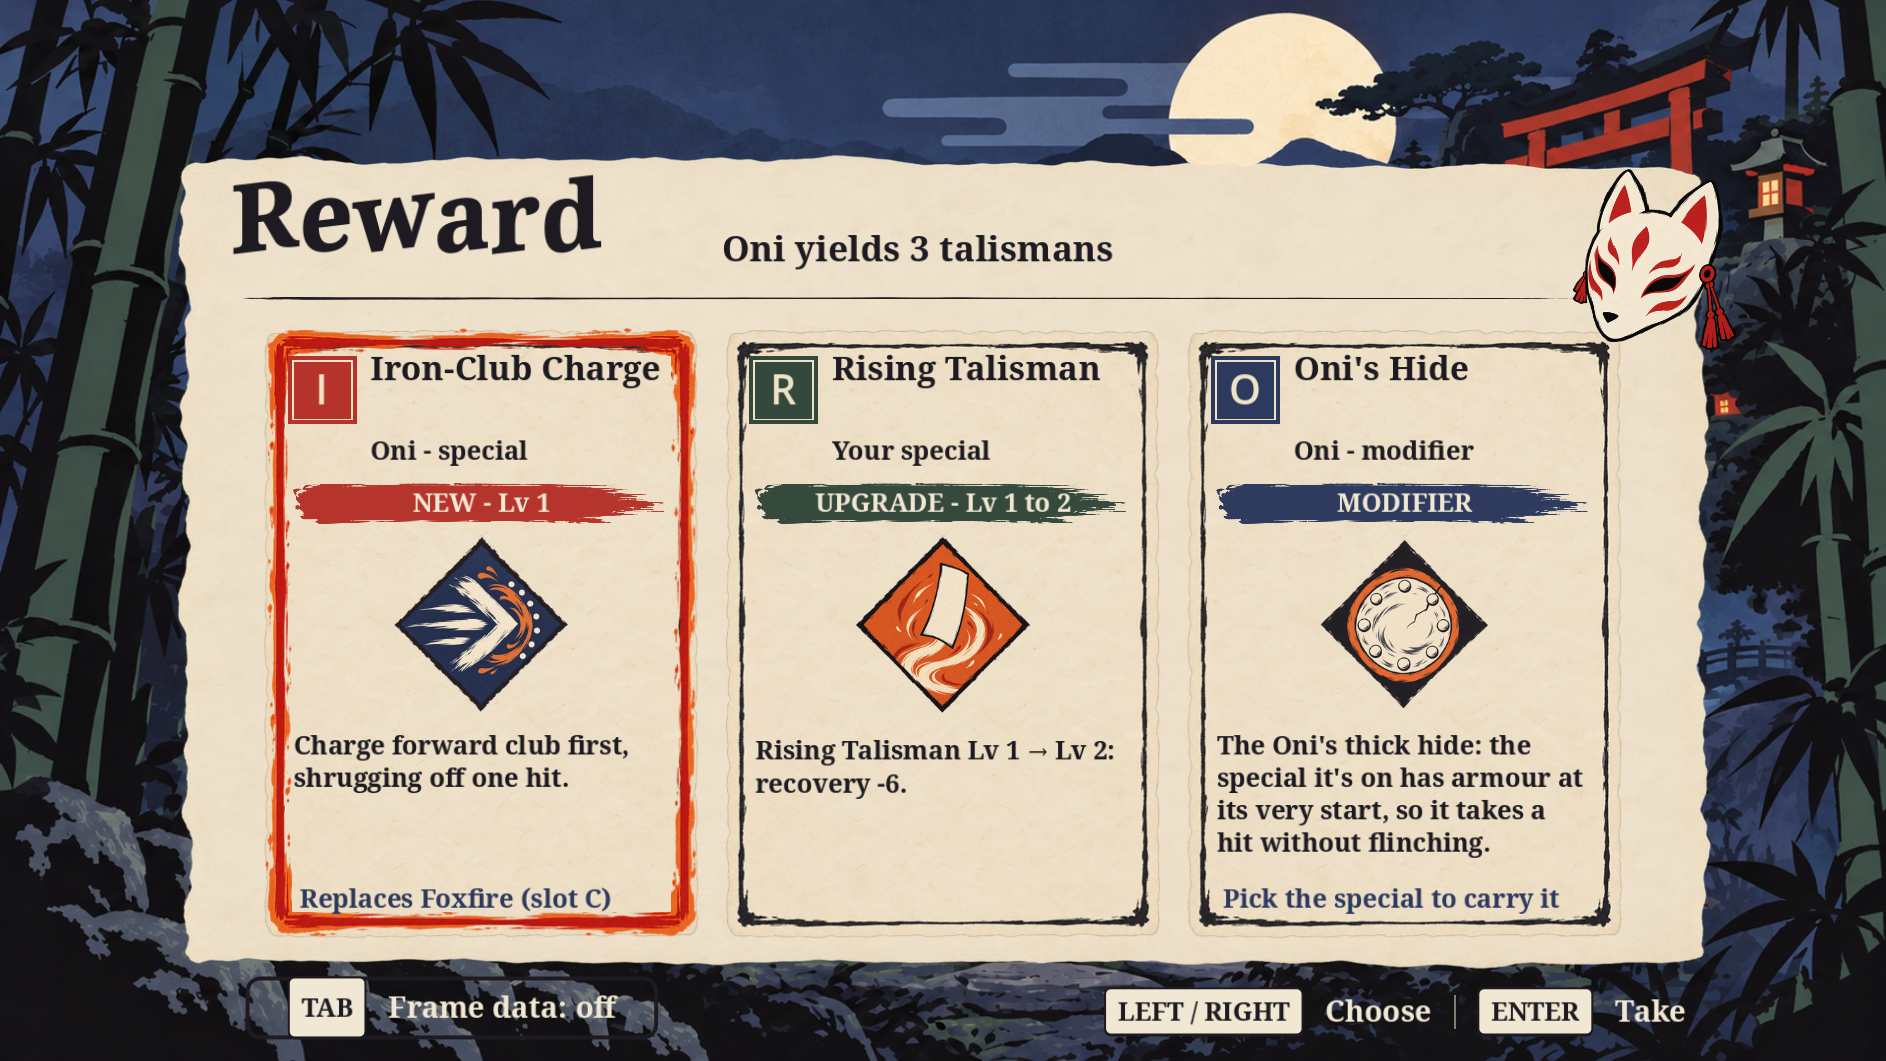 Reward
Oni yields 3 talismans
I
Iron-Club Charge
Oni - special
NEW - Lv 1
Charge forward club first,
shrugging off one hit.
Replaces Foxfire (slot C)
R
Rising Talisman
Your special
UPGRADE - Lv 1 to 2
Rising Talisman Lv 1 → Lv 2:
recovery -6.
O
Oni's Hide
Oni - modifier
MODIFIER
The Oni's thick hide: the
special it's on has armour at
its very start, so it takes a
hit without flinching.
Pick the special to carry it
TAB Frame data: off
LEFT / RIGHT Choose | ENTER Take